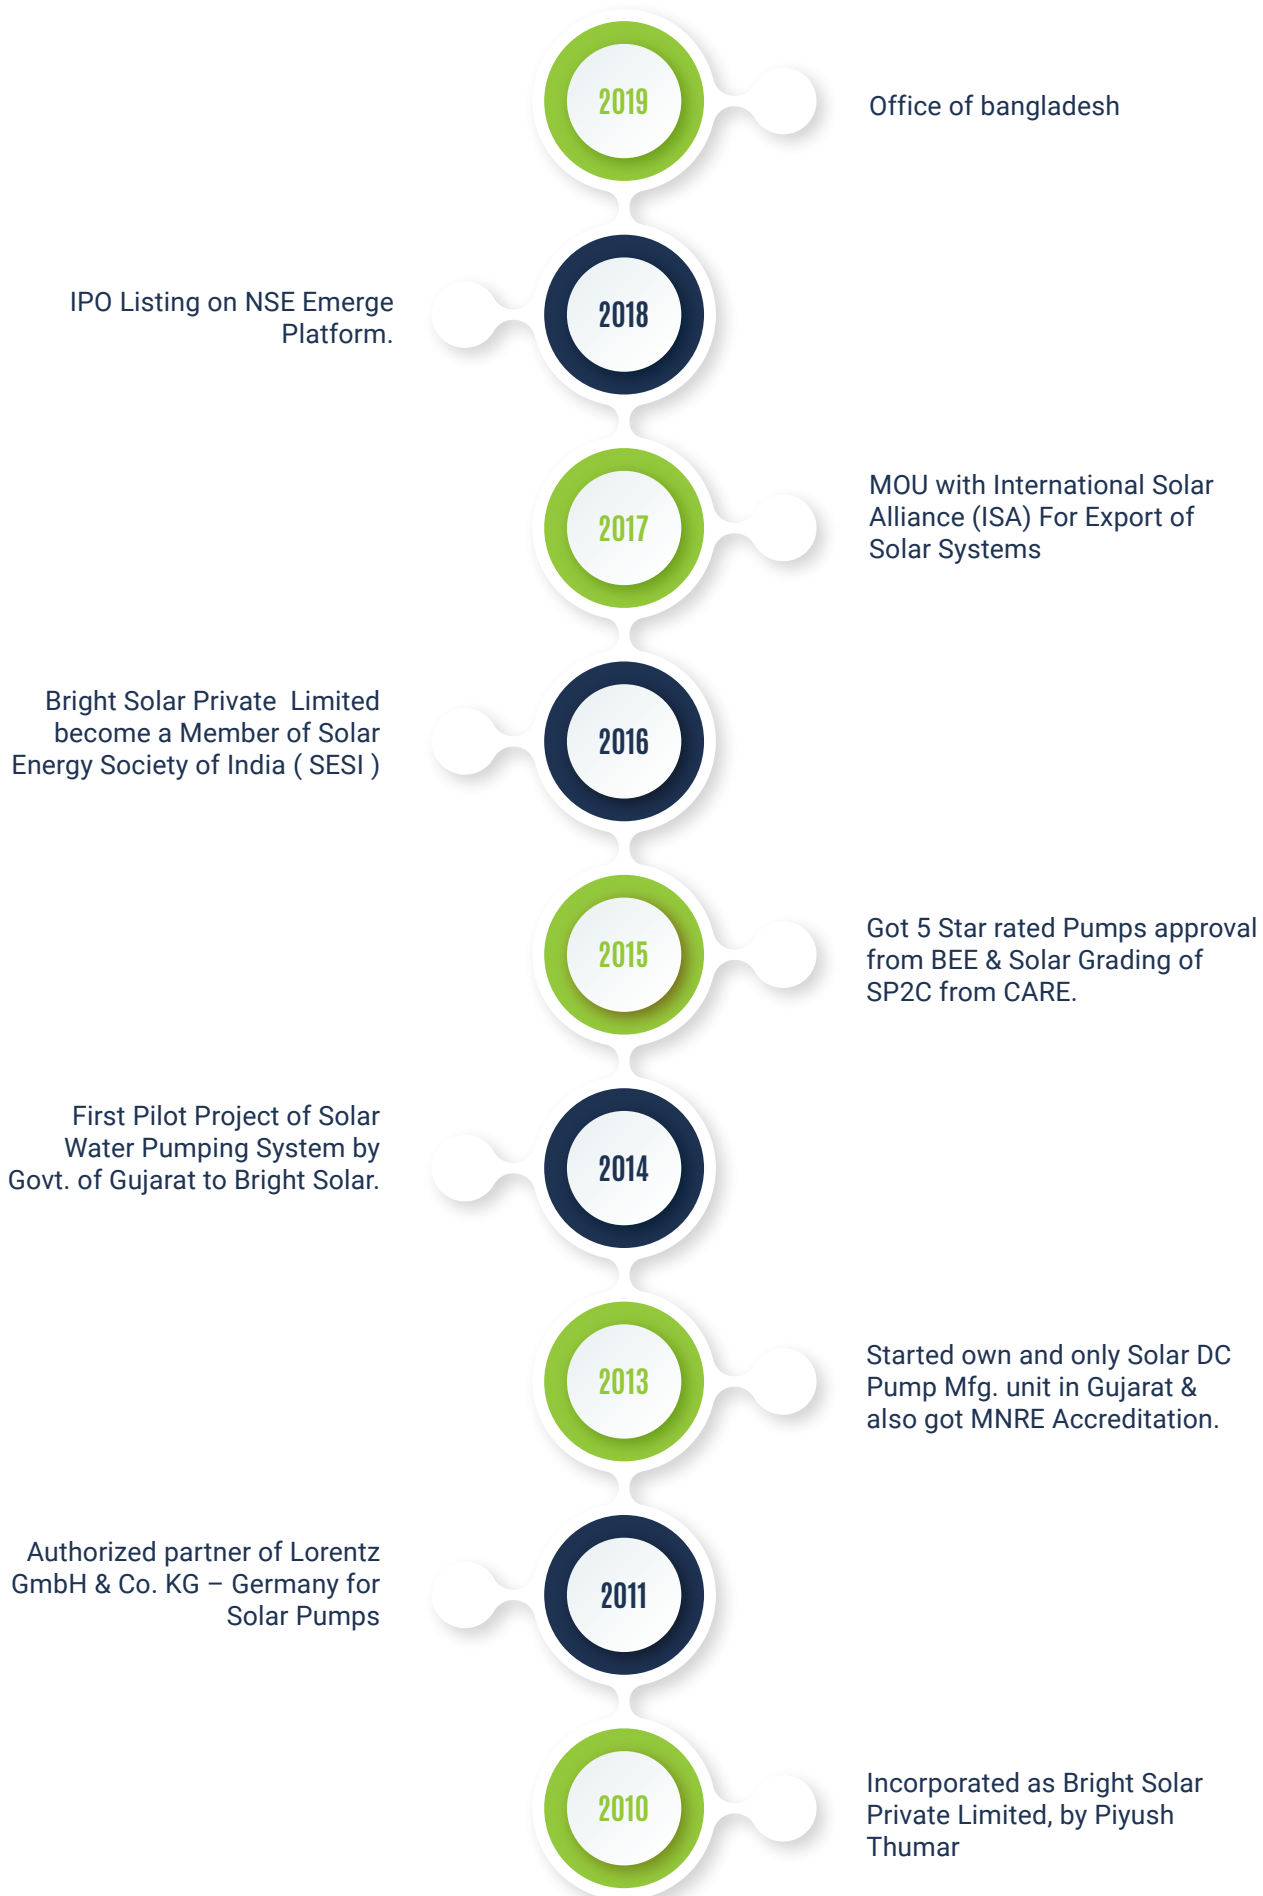 2019
Office of bangladesh
IPO Listing on NSE Emerge
Platform.
2018
2017
MOU with International Solar
Alliance (ISA) For Export of
Solar Systems
Bright Solar Private  Limited
become a Member of Solar
Energy Society of India ( SESI )
2016
2015
Got 5 Star rated Pumps approval
from BEE & Solar Grading of
SP2C from CARE.
First Pilot Project of Solar
Water Pumping System by
Govt. of Gujarat to Bright Solar.
2014
2013
Started own and only Solar DC
Pump Mfg. unit in Gujarat &
also got MNRE Accreditation.
Authorized partner of Lorentz
GmbH & Co. KG – Germany for
Solar Pumps
2011
2010
Incorporated as Bright Solar
Private Limited, by Piyush
Thumar